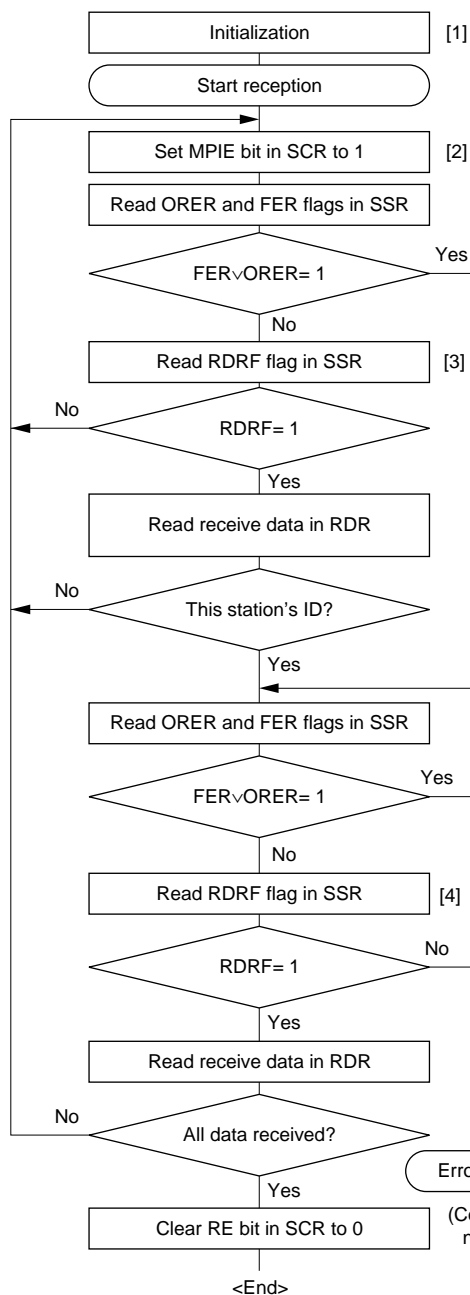 Initialization
[1]
Start reception
Set MPIE bit in SCR to 1
[2]
Read ORER and FER flags in SSR
FER∨ORER= 1
Yes
No
Read RDRF flag in SSR
[3]
No
RDRF= 1
Yes
Read receive data in RDR
No
This station's ID?
Yes
Read ORER and FER flags in SSR
FER∨ORER= 1
Yes
No
Read RDRF flag in SSR
[4]
RDRF= 1
No
Yes
Read receive data in RDR
No
All data received?
Yes
Clear RE bit in SCR to 0
<End>